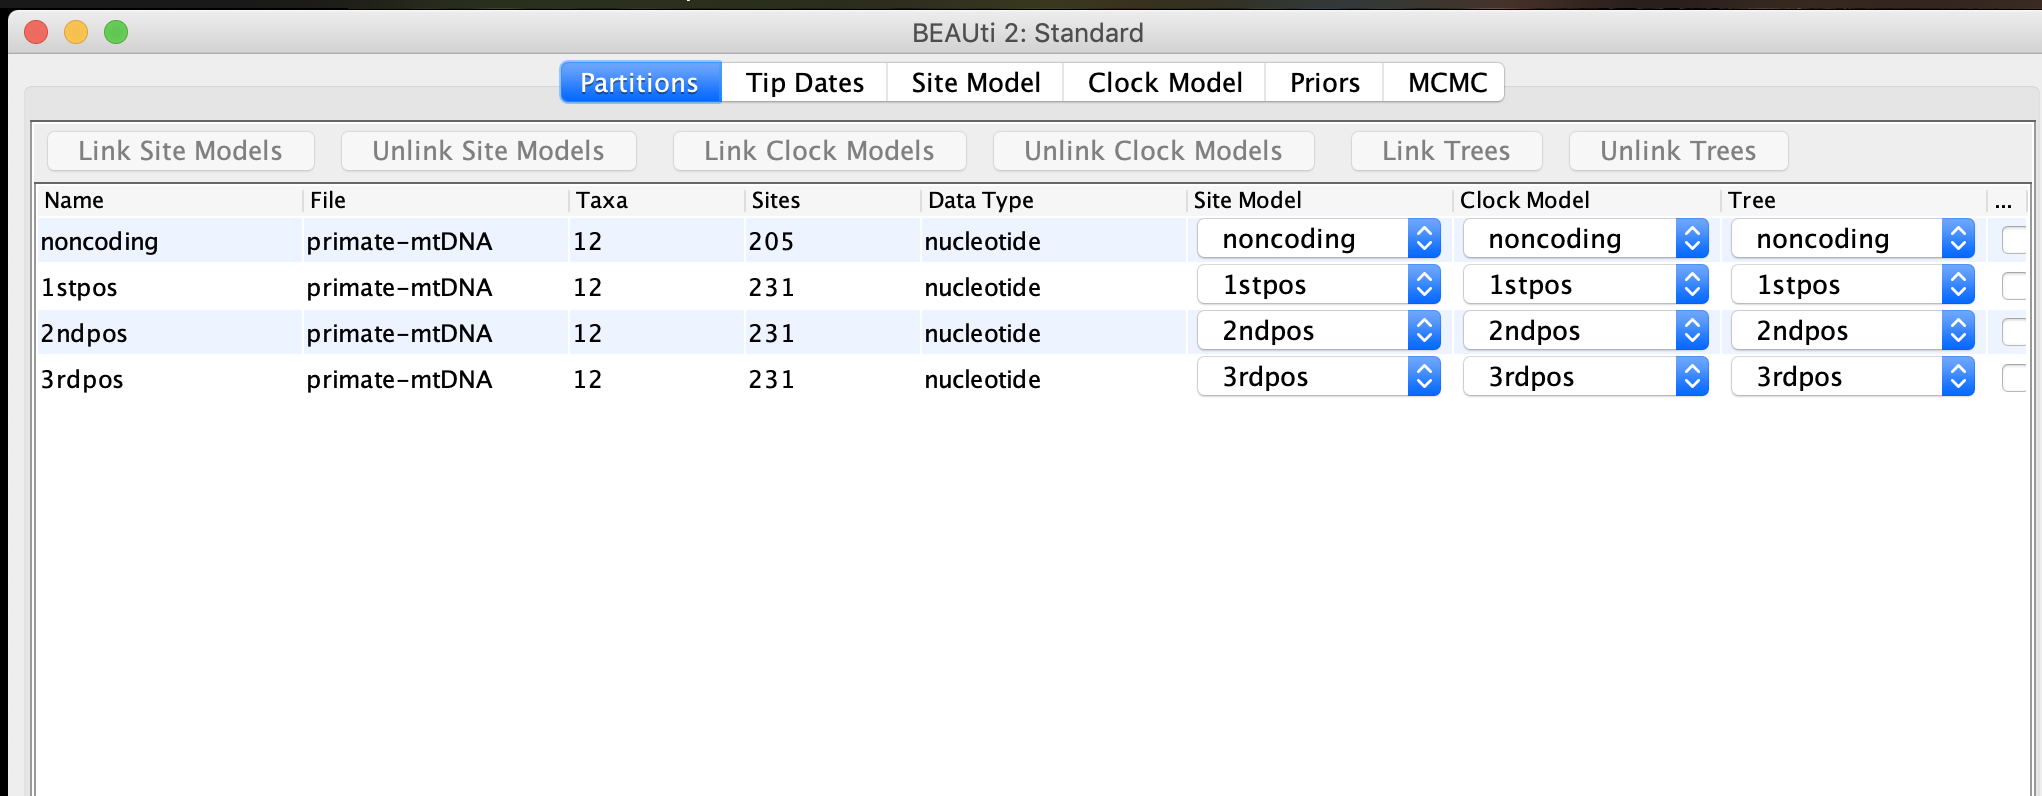 BEAUti 2: Standard
Partitions Tip Dates Site Model Clock Model Priors MCMC
Link Site Models Unlink Site Models Link Clock Models Unlink Clock Models Link Trees Unlink Trees
Name File Taxa Sites Data Type Site Model Clock Model Tree ...
noncoding primate-mtDNA 12 205 nucleotide noncoding noncoding noncoding
1stpos primate-mtDNA 12 231 nucleotide 1stpos 1stpos 1stpos
2ndpos primate-mtDNA 12 231 nucleotide 2ndpos 2ndpos 2ndpos
3rdpos primate-mtDNA 12 231 nucleotide 3rdpos 3rdpos 3rdpos